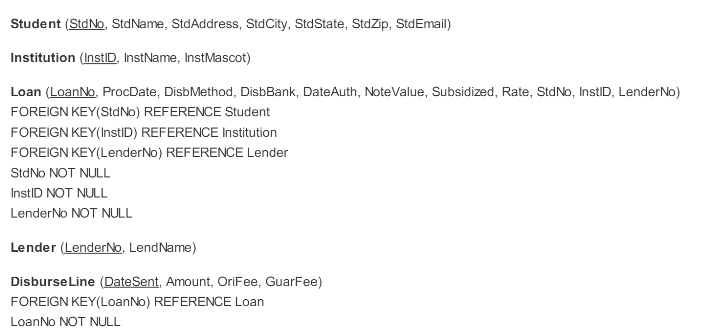 Student (StdNo, StdName, StdAddress, StdCity, StdState, StdZip, StdEmail)
Institution (InstID, InstName, InstMascot)
Loan (LoanNo, ProcDate, DisbMethod, DisbBank, DateAuth, NoteValue, Subsidized, Rate, StdNo, InstID, LenderNo)
FOREIGN KEY(StdNo) REFERENCE Student
FOREIGN KEY(InstID) REFERENCE Institution
FOREIGN KEY(LenderNo) REFERENCE Lender
StdNo NOT NULL
InstID NOT NULL
LenderNo NOT NULL
Lender (LenderNo, LendName)
DisburseLine (DateSent, Amount, OriFee, GuarFee)
FOREIGN KEY(LoanNo) REFERENCE Loan
LoanNo NOT NULL